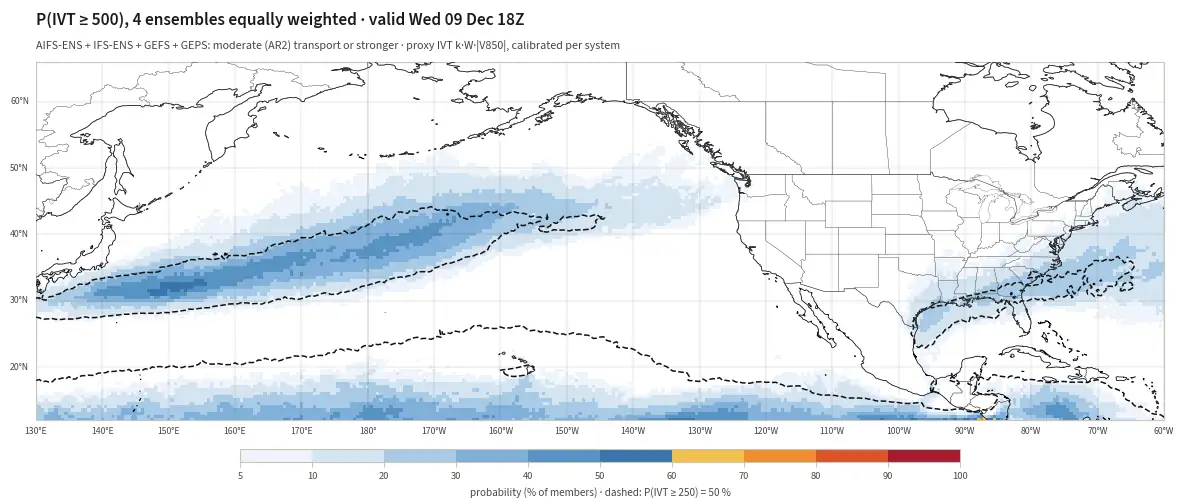 P(IVT ≥ 500), 4 ensembles equally weighted · valid Wed 09 Dec 18Z
AIFS-ENS + IFS-ENS + GEFS + GEPS: moderate (AR2) transport or stronger · proxy IVT k·W·|V850|, calibrated per system
60°N
50°N
40°N
30°N
20°N
130°E 140°E 150°E 160°E 170°E 180° 170°W 160°W 150°W 140°W 130°W 120°W 110°W 100°W 90°W 80°W 70°W 60°W
5 10 20 30 40 50 60 70 80 90 100
probability (% of members) · dashed: P(IVT ≥ 250) = 50 %